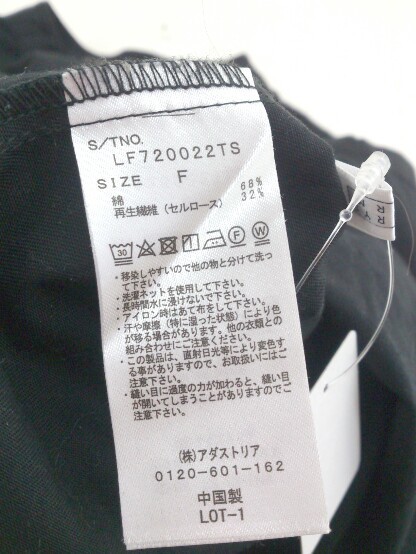 S/TNO.
LF720022TS
SIZE F
綿 68%
再生繊維(セルロース) 32%
30 F W
・移染しやすいので他の物と分けて洗っ
て下さい。
・洗濯ネットを使用して下さい。
・長時間水に浸けないで下さい。
・アイロン時はあて布をして下さい。
・汗や摩擦(特に湿った状態)により色
が移る場合があります。他の衣類との
組み合わせにご注意下さい。
・この製品は、直射日光等により変色す
る事がありますので、お取扱いにはご
注意下さい。
・縫い目に過度の力が加わると、縫い目
が開いてしまうことがありますのでご
注意下さい。
(株)アダストリア
0120-601-162
中国製
LOT-1